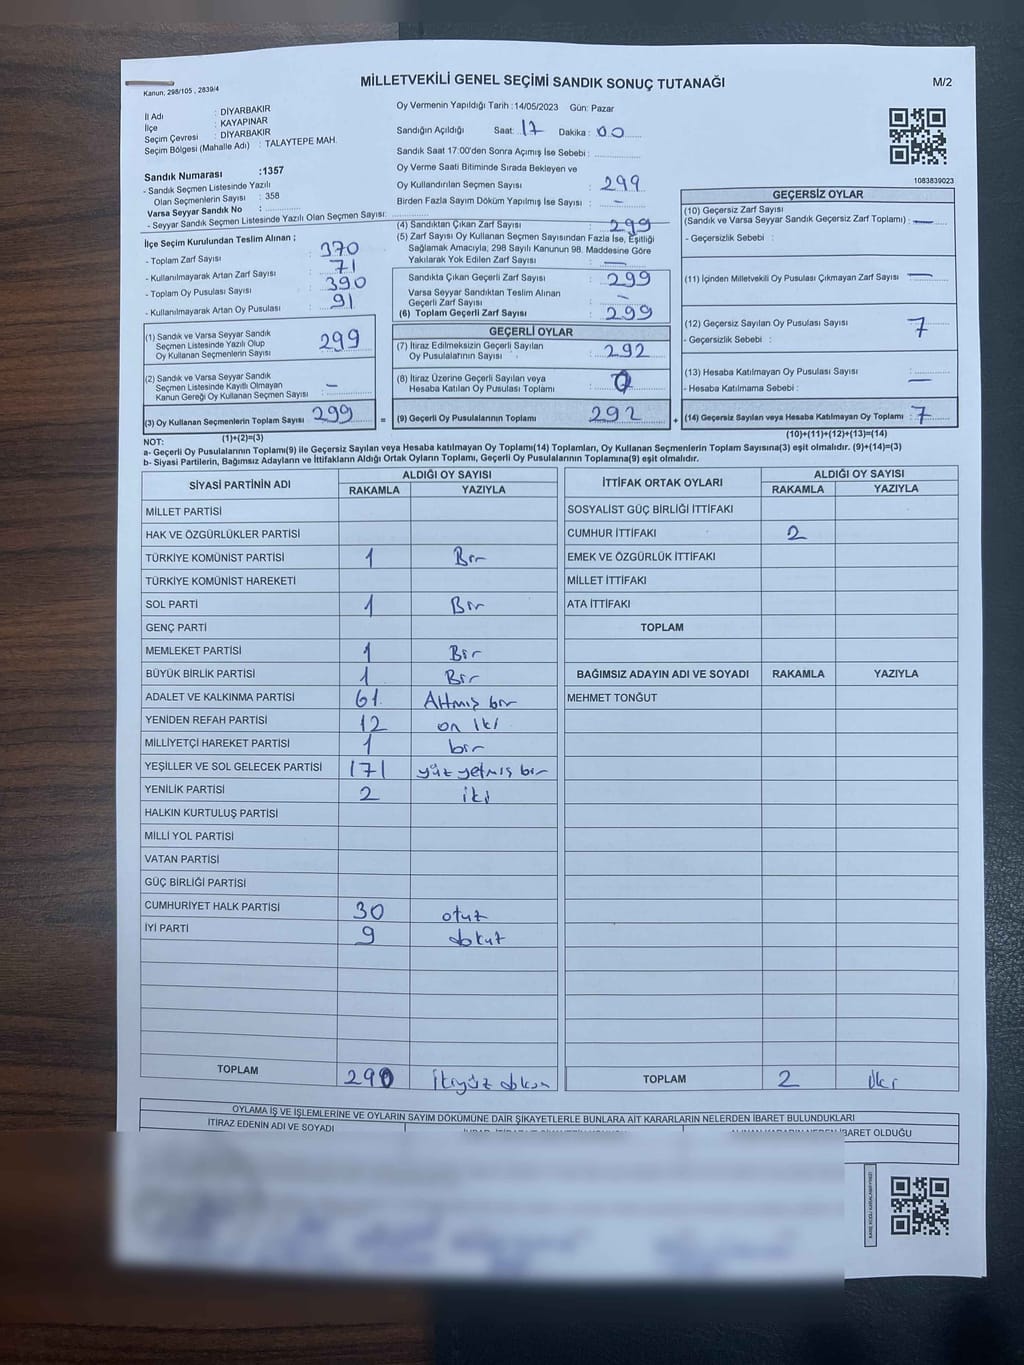 Kanun, 298/105 , 2839/4
MİLLETVEKİLİ GENEL SEÇİMİ SANDIK SONUÇ TUTANAĞI
M/2
İl Adı : DİYARBAKIR
İlçe : KAYAPINAR
Seçim Çevresi : DİYARBAKIR
Seçim Bölgesi (Mahalle Adı) : TALAYTEPE MAH.
Sandık Numarası :1357
- Sandık Seçmen Listesinde Yazılı
Olan Seçmenlerin Sayısı : 358
Varsa Seyyar Sandık No :
- Seyyar Sandık Seçmen Listesinde Yazılı Olan Seçmen Sayısı:
İlçe Seçim Kurulundan Teslim Alınan ;
- Toplam Zarf Sayısı : 370
- Kullanılmayarak Artan Zarf Sayısı : 71
- Toplam Oy Pusulası Sayısı : 390
- Kullanılmayarak Artan Oy Pusulası : 91
(1) Sandık ve Varsa Seyyar Sandık
Seçmen Listesinde Yazılı Olup
Oy Kullanan Seçmenlerin Sayısı : 299
(2) Sandık ve Varsa Seyyar Sandık
Seçmen Listesinde Kayıtlı Olmayan
Kanun Gereği Oy Kullanan Seçmen Sayısı : –
(3) Oy Kullanan Seçmenlerin Toplam Sayısı : 299
(1)+(2)=(3)
Oy Vermenin Yapıldığı Tarih :14/05/2023 Gün: Pazar
Sandığın Açıldığı Saat: 17 Dakika : 00
Sandık Saat 17:00'den Sonra Açımış İse Sebebi :
Oy Verme Saati Bitiminde Sırada Bekleyen ve
Oy Kullandırılan Seçmen Sayısı : 299
Birden Fazla Sayım Döküm Yapılmış İse Sayısı : –
(4) Sandıktan Çıkan Zarf Sayısı : 299
(5) Zarf Sayısı Oy Kullanan Seçmen Sayısından Fazla İse, Eşitliği
Sağlamak Amacıyla; 298 Sayılı Kanunun 98. Maddesine Göre
Yakılarak Yok Edilen Zarf Sayısı : —
Sandıkta Çıkan Geçerli Zarf Sayısı : 299
Varsa Seyyar Sandıktan Teslim Alınan
Geçerli Zarf Sayısı : –
(6) Toplam Geçerli Zarf Sayısı : 299
GEÇERLİ OYLAR
(7) İtiraz Edilmeksizin Geçerli Sayılan
Oy Pusulalarının Sayısı : 292
(8) İtiraz Üzerine Geçerli Sayılan veya
Hesaba Katılan Oy Pusulası Toplamı : 0
= (9) Geçerli Oy Pusulalarının Toplamı : 292 +
1083839023
GEÇERSİZ OYLAR
(10) Geçersiz Zarf Sayısı
(Sandık ve Varsa Seyyar Sandık Geçersiz Zarf Toplamı) : —
- Geçersizlik Sebebi :
(11) İçinden Milletvekili Oy Pusulası Çıkmayan Zarf Sayısı : —
(12) Geçersiz Sayılan Oy Pusulası Sayısı : 7
- Geçersizlik Sebebi :
(13) Hesaba Katılmayan Oy Pusulası Sayısı : —
- Hesaba Katılmama Sebebi :
(14) Geçersiz Sayılan veya Hesaba Katılmayan Oy Toplamı : 7
(10)+(11)+(12)+(13)=(14)
NOT:
a- Geçerli Oy Pusulalarının Toplamı(9) ile Geçersiz Sayılan veya Hesaba katılmayan Oy Toplamı(14) Toplamları, Oy Kullanan Seçmenlerin Toplam Sayısına(3) eşit olmalıdır. (9)+(14)=(3)
b- Siyasi Partilerin, Bağımsız Adayların ve İttifakların Aldığı Ortak Oyların Toplamı, Geçerli Oy Pusulalarının Toplamına(9) eşit olmalıdır.
SİYASİ PARTİNİN ADI ALDIĞI OY SAYISI
RAKAMLA YAZIYLA
MİLLET PARTİSİ
HAK VE ÖZGÜRLÜKLER PARTİSİ
TÜRKİYE KOMÜNİST PARTİSİ 1 Bir
TÜRKİYE KOMÜNİST HAREKETİ
SOL PARTİ 1 Bir
GENÇ PARTİ
MEMLEKET PARTİSİ 1 Bir
BÜYÜK BİRLİK PARTİSİ 1 Bir
ADALET VE KALKINMA PARTİSİ 61 Altmış bir
YENİDEN REFAH PARTİSİ 12 on iki
MİLLİYETÇİ HAREKET PARTİSİ 1 bir
YEŞİLLER VE SOL GELECEK PARTİSİ 171 yüz yetmiş bir
YENİLİK PARTİSİ 2 iki
HALKIN KURTULUŞ PARTİSİ
MİLLİ YOL PARTİSİ
VATAN PARTİSİ
GÜÇ BİRLİĞİ PARTİSİ
CUMHURİYET HALK PARTİSİ 30 otuz
İYİ PARTİ 9 dokuz
TOPLAM 290 ikiyüz doksan
İTTİFAK ORTAK OYLARI ALDIĞI OY SAYISI
RAKAMLA YAZIYLA
SOSYALİST GÜÇ BİRLİĞİ İTTİFAKI
CUMHUR İTTİFAKI 2
EMEK VE ÖZGÜRLÜK İTTİFAKI
MİLLET İTTİFAKI
ATA İTTİFAKI
TOPLAM
BAĞIMSIZ ADAYIN ADI VE SOYADI RAKAMLA YAZIYLA
MEHMET TONĞUT
TOPLAM 2 iki
OYLAMA İŞ VE İŞLEMLERİNE VE OYLARIN SAYIM DÖKÜMÜNE DAİR ŞİKAYETLERLE BUNLARA AİT KARARLARIN NELERDEN İBARET BULUNDUKLARI
İTİRAZ EDENİN ADI VE SOYADI
İBARET OLDUĞU